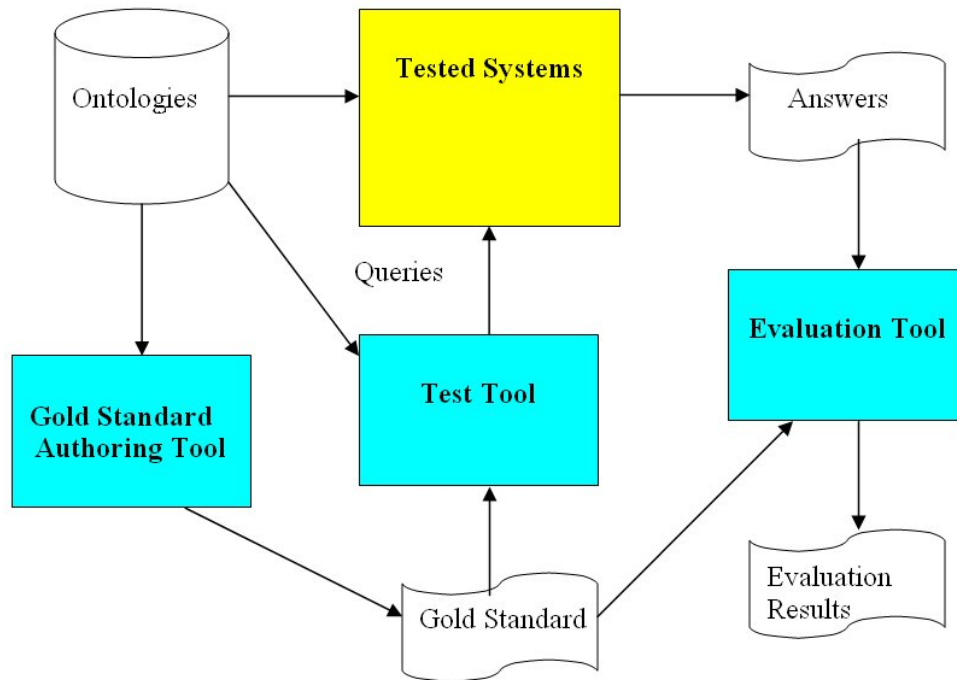 Ontologies
Tested Systems
Answers
Queries
Evaluation Tool
Test Tool
Gold Standard
Authoring Tool
Gold Standard
Evaluation
Results